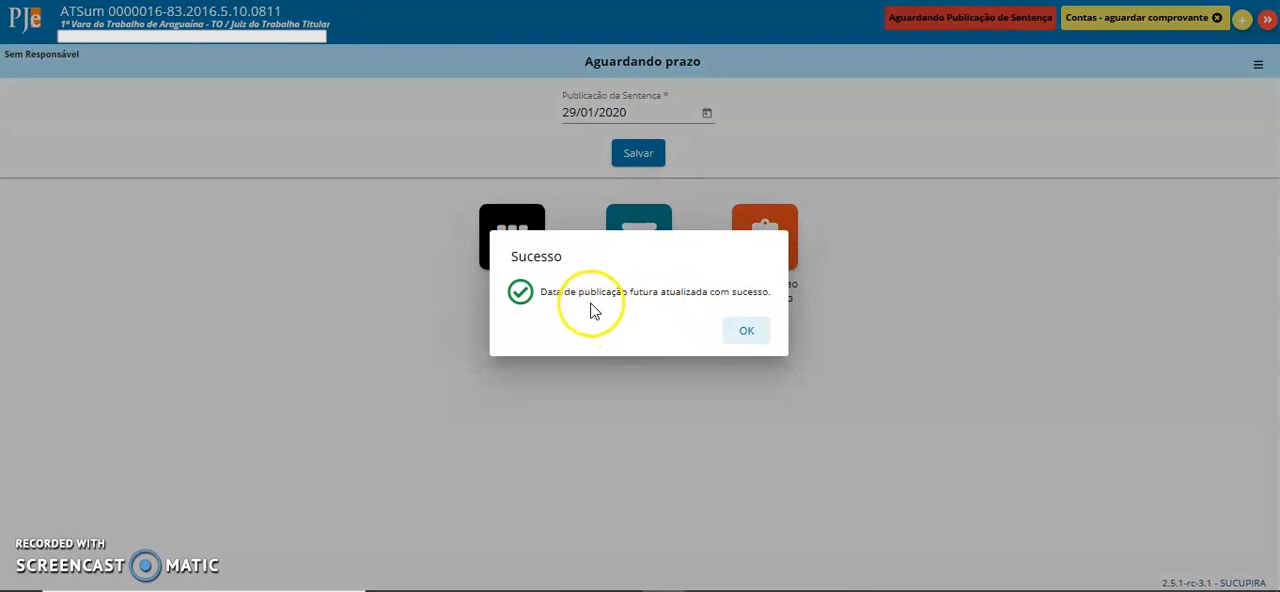 PJe
ATSum 0000016-83.2016.5.10.0811
1ª Vara do Trabalho de Araguaína - TO / Juiz do Trabalho Titular
Aguardando Publicação de Sentença
Contas - aguardar comprovante
Sem Responsável
Aguardando prazo
Publicação da Sentença *
29/01/2020
Salvar
Sucesso
Data de publicação futura atualizada com sucesso.
OK
ao
o
RECORDED WITH
SCREENCAST MATIC
2.5.1-rc-3.1 - SUCUPIRA